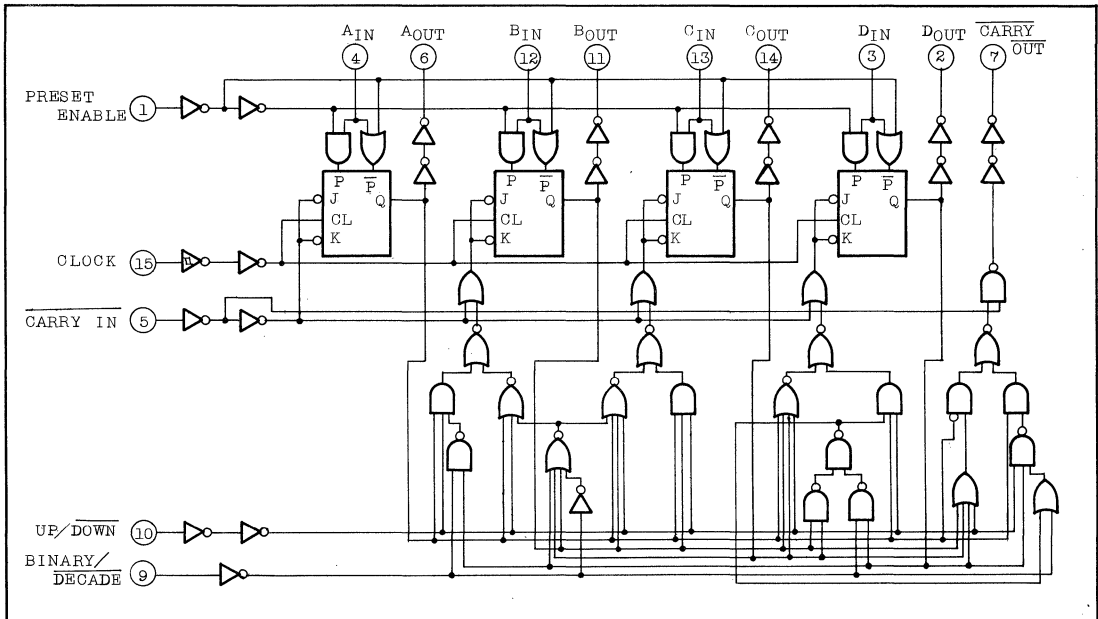 A_IN A_OUT B_IN B_OUT C_IN C_OUT D_IN D_OUT CARRY OUT
4 6 12 11 13 14 3 2 7
PRESET
ENABLE 1
P P P P P P P P
J Q J Q J Q J Q
CL CL CL CL
K K K K
CLOCK 15
CARRY IN 5
UP/DOWN 10
BINARY/
DECADE 9